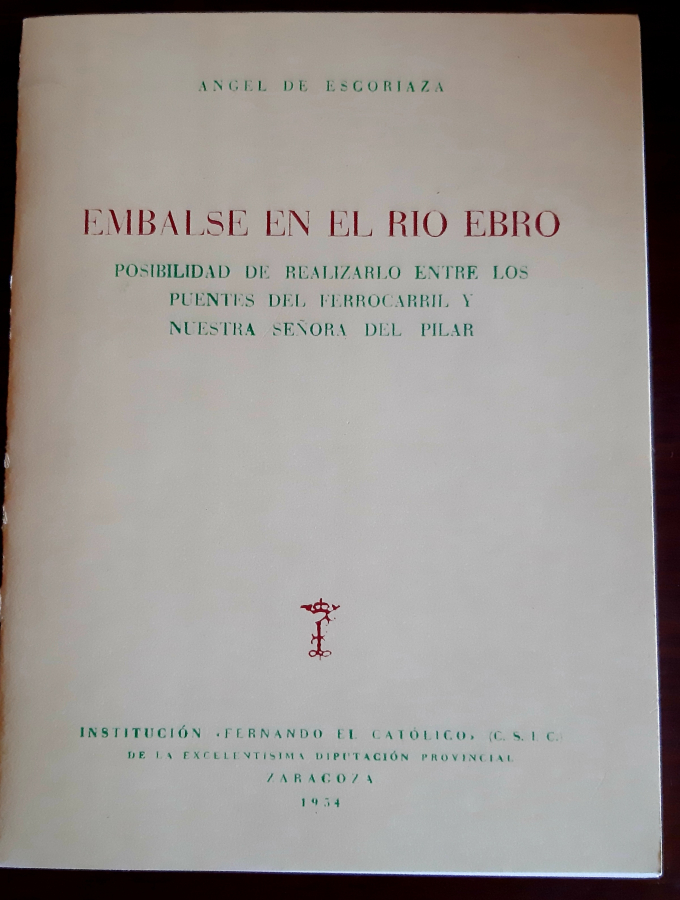 ANGEL DE ESCORIAZA
EMBALSE EN EL RIO EBRO
POSIBILIDAD DE REALIZARLO ENTRE LOS
PUENTES DEL FERROCARRIL Y
NUESTRA SEÑORA DEL PILAR
INSTITUCIÓN «FERNANDO EL CATÓLICO» (C. S. I. C.)
DE LA EXCELENTISIMA DIPUTACIÓN PROVINCIAL
ZARAGOZA
1954